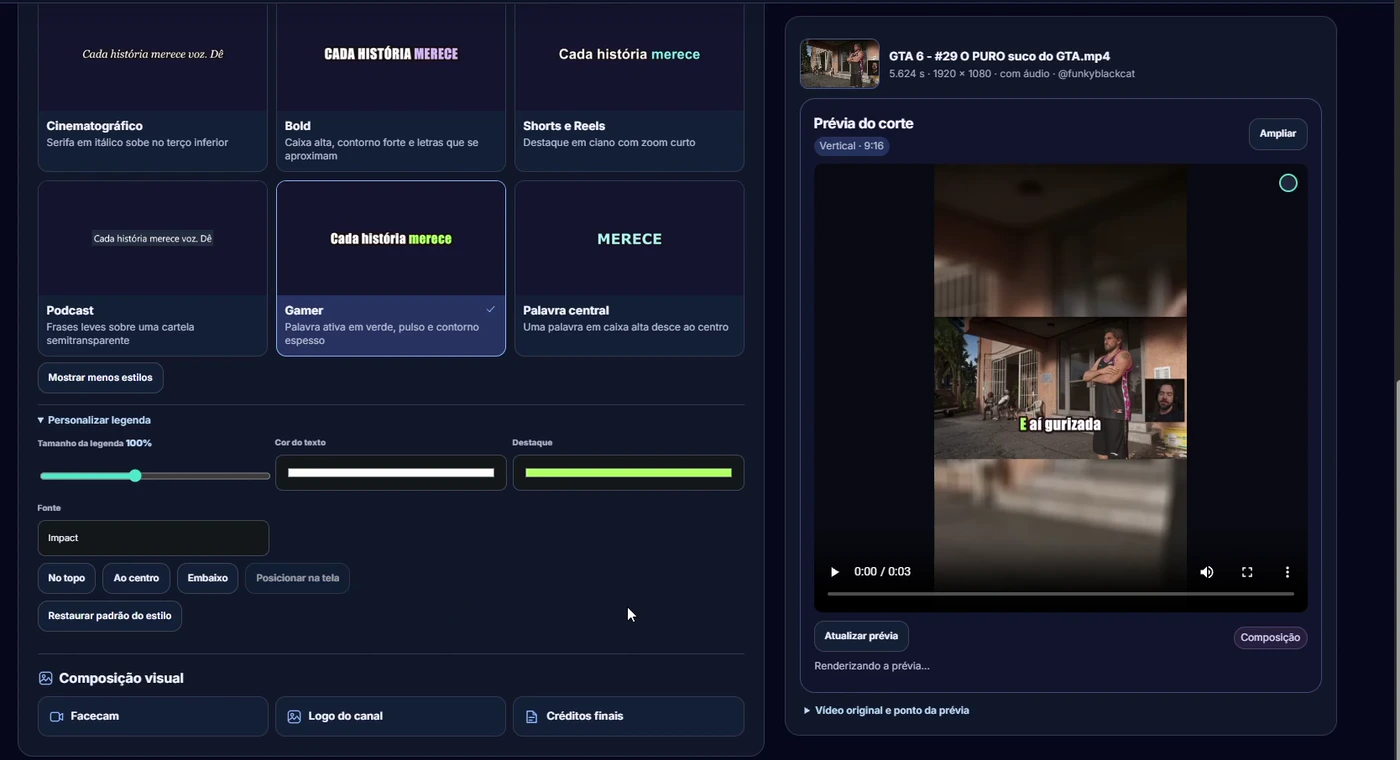 Cada história merece voz. Dê
CADA HISTÓRIA MERECE
Cada história merece
Cinematográfico
Serifa em itálico sobe no terço inferior
Bold
Caixa alta, contorno forte e letras que se
aproximam
Shorts e Reels
Destaque em ciano com zoom curto
Cada história merece voz. Dê
Cada história merece
MERECE
Podcast
Frases leves sobre uma cartela
semitransparente
Gamer
Palavra ativa em verde, pulso e contorno
espesso
Palavra central
Uma palavra em caixa alta desce ao centro
Mostrar menos estilos
Personalizar legenda
Tamanho da legenda 100%
Cor do texto
Destaque
Fonte
Impact
No topo
Ao centro
Embaixo
Posicionar na tela
Restaurar padrão do estilo
Composição visual
Facecam
Logo do canal
Créditos finais
GTA 6 - #29 O PURO suco do GTA.mp4
5.624 s · 1920 × 1080 · com áudio · @funkyblackcat
Prévia do corte
Vertical · 9:16
Ampliar
E aí gurizada
0:00 / 0:03
Atualizar prévia
Composição
Renderizando a prévia...
Vídeo original e ponto da prévia